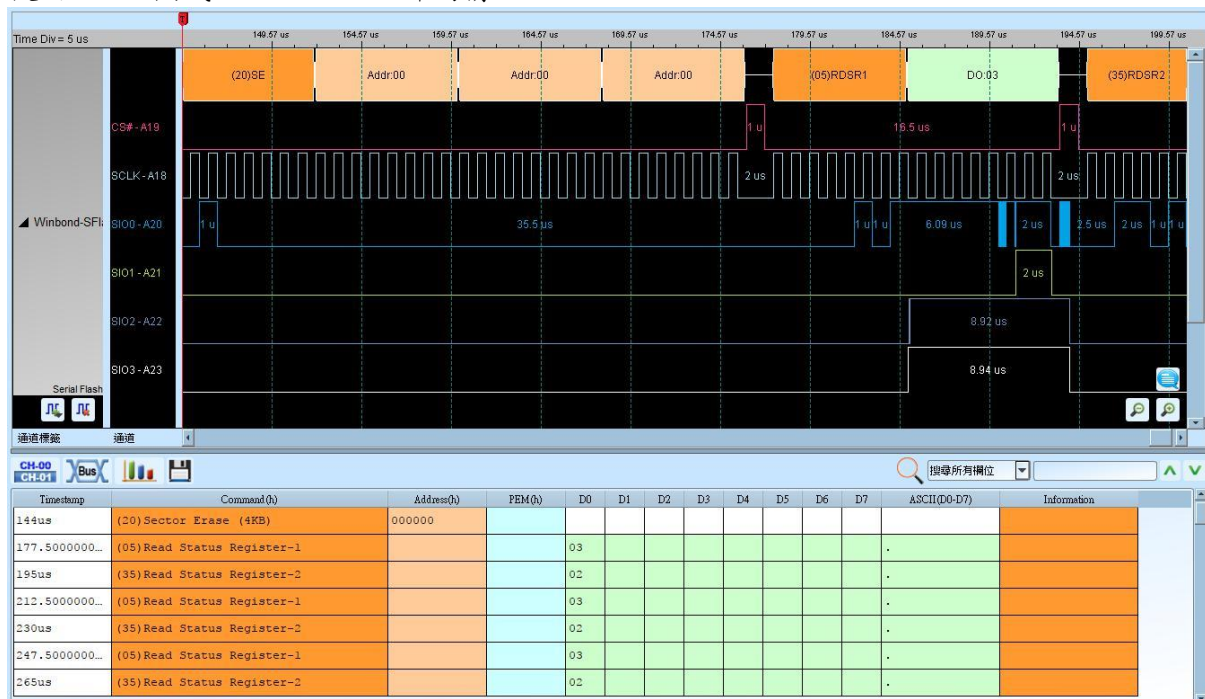 Time Div = 5 us
T
149.57 us 154.57 us 159.57 us 164.57 us 169.57 us 174.57 us 179.57 us 184.57 us 189.57 us 194.57 us 199.57 us
(20)SE Addr:00 Addr:00 Addr:00 (05)RDSR1 DO:03 (35)RDSR2
CS# - A19 1 u 16.5 us 1 u
SCLK - A18 2 us 2 us
Winbond-SFl SIO0 - A20 1 u 35.5 us 1 u 1 u 6.09 us 2 us 2.5 us 2 us 1 u 1 u
SIO1 - A21 2 us
SIO2 - A22 8.92 us
SIO3 - A23 8.94 us
Serial Flash
通道標籤 通道
CH-00
CH-01 Bus 搜尋所有欄位
Timestamp Command(h) Address(h) PEM(h) D0 D1 D2 D3 D4 D5 D6 D7 ASCII(D0-D7) Information
144us (20)Sector Erase (4KB) 000000
177.5000000... (05)Read Status Register-1 03 .
195us (35)Read Status Register-2 02 .
212.5000000... (05)Read Status Register-1 03 .
230us (35)Read Status Register-2 02 .
247.5000000... (05)Read Status Register-1 03 .
265us (35)Read Status Register-2 02 .